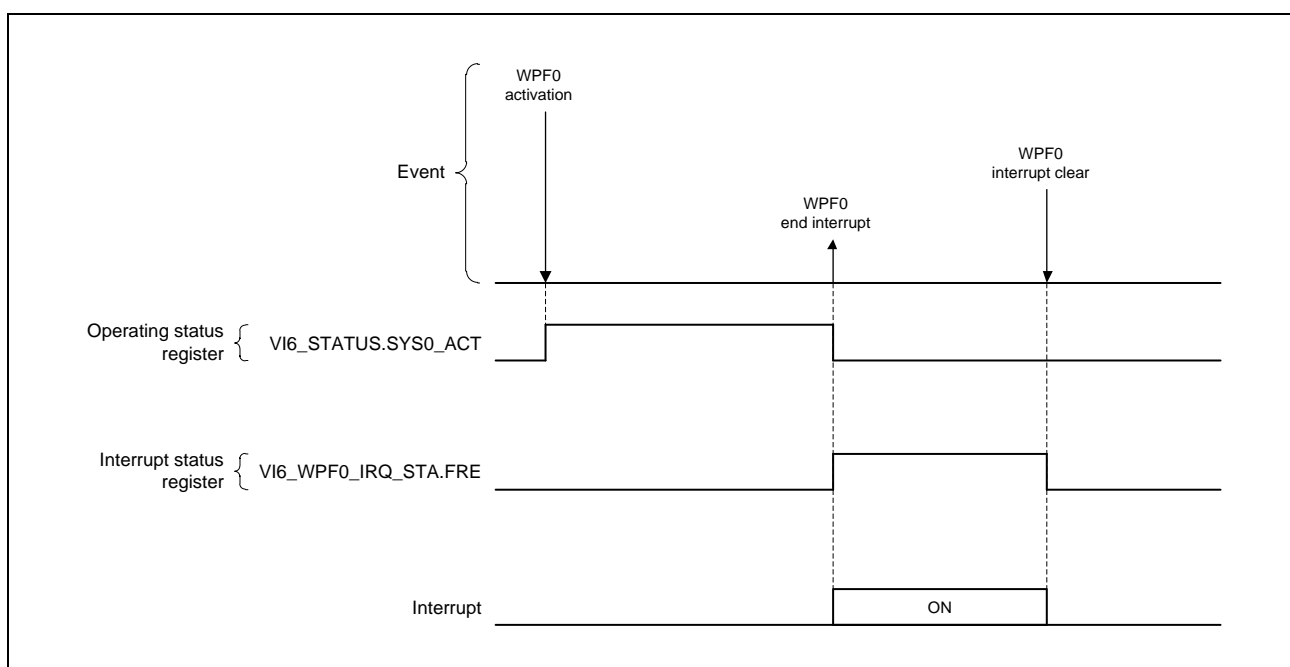 WPF0
activation
Event
WPF0
interrupt clear
WPF0
end interrupt
Operating status
register
VI6_STATUS.SYS0_ACT
Interrupt status
register
VI6_WPF0_IRQ_STA.FRE
Interrupt
ON